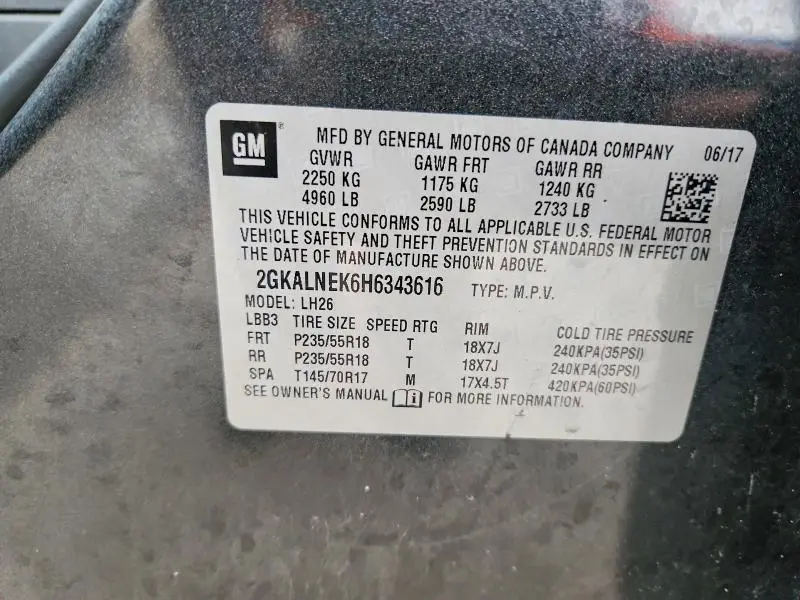 GM ® MFD BY GENERAL MOTORS OF CANADA COMPANY 06/17
GVWR GAWR FRT GAWR RR
2250 KG 1175 KG 1240 KG
4960 LB 2590 LB 2733 LB
THIS VEHICLE CONFORMS TO ALL APPLICABLE U.S. FEDERAL MOTOR
VEHICLE SAFETY AND THEFT PREVENTION STANDARDS IN EFFECT ON
THE DATE OF MANUFACTURE SHOWN ABOVE.
2GKALNEK6H6343616 TYPE: M.P.V.
MODEL: LH26
LBB3 TIRE SIZE SPEED RTG RIM COLD TIRE PRESSURE
FRT P235/55R18 T 18X7J 240KPA(35PSI)
RR P235/55R18 T 18X7J 240KPA(35PSI)
SPA T145/70R17 M 17X4.5T 420KPA(60PSI)
SEE OWNER'S MANUAL i FOR MORE INFORMATION.